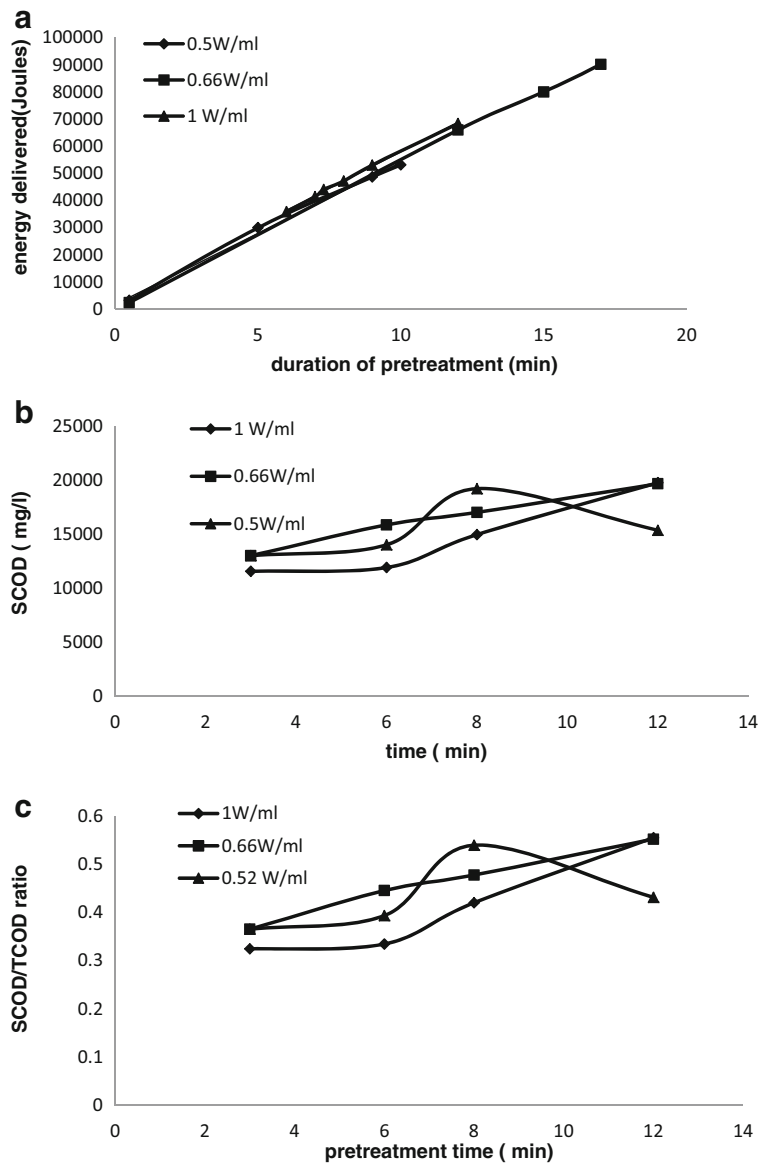 a
100000
90000
80000
70000
60000
50000
40000
30000
20000
10000
0
energy delivered(Joules)
0.5W/ml
0.66W/ml
1 W/ml
0 5 10 15 20
duration of pretreatment (min)
b
25000
20000
15000
10000
5000
0
SCOD ( mg/l)
1 W/ml
0.66W/ml
0.5W/ml
0 2 4 6 8 10 12 14
time ( min)
c
0.6
0.5
0.4
0.3
0.2
0.1
0
SCOD/TCOD ratio
1W/ml
0.66W/ml
0.52 W/ml
0 2 4 6 8 10 12 14
pretreatment time ( min)